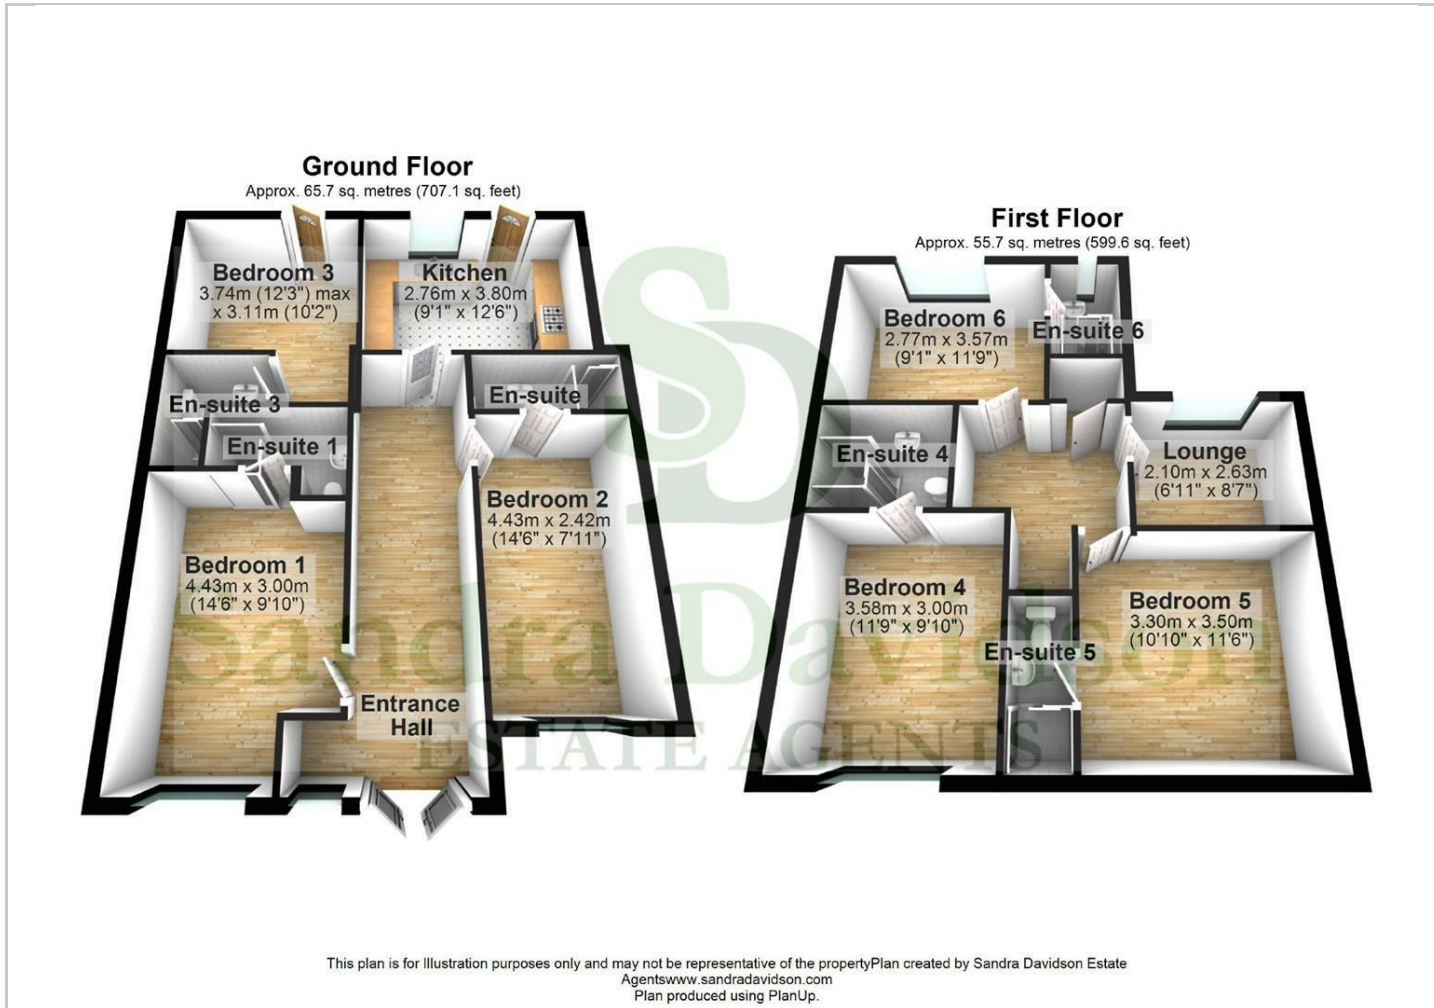 Ground Floor
Approx. 65.7 sq. metres (707.1 sq. feet)
Bedroom 3
3.74m (12'3") max
x 3.11m (10'2")
Kitchen
2.76m x 3.80m
(9'1" x 12'6")
En-suite 3
En-suite 1
En-suite
Bedroom 2
4.43m x 2.42m
(14'6" x 7'11")
Bedroom 1
4.43m x 3.00m
(14'6" x 9'10")
Entrance
Hall
First Floor
Approx. 55.7 sq. metres (599.6 sq. feet)
Bedroom 6
2.77m x 3.57m
(9'1" x 11'9")
En-suite 6
En-suite 4
Lounge
2.10m x 2.63m
(6'11" x 8'7")
Bedroom 4
3.58m x 3.00m
(11'9" x 9'10")
Bedroom 5
3.30m x 3.50m
(10'10" x 11'6")
En-suite 5
SD
Sandra Davidson
ESTATE AGENTS
This plan is for Illustration purposes only and may not be representative of the propertyPlan created by Sandra Davidson Estate
Agentswww.sandradavidson.com
Plan produced using PlanUp.